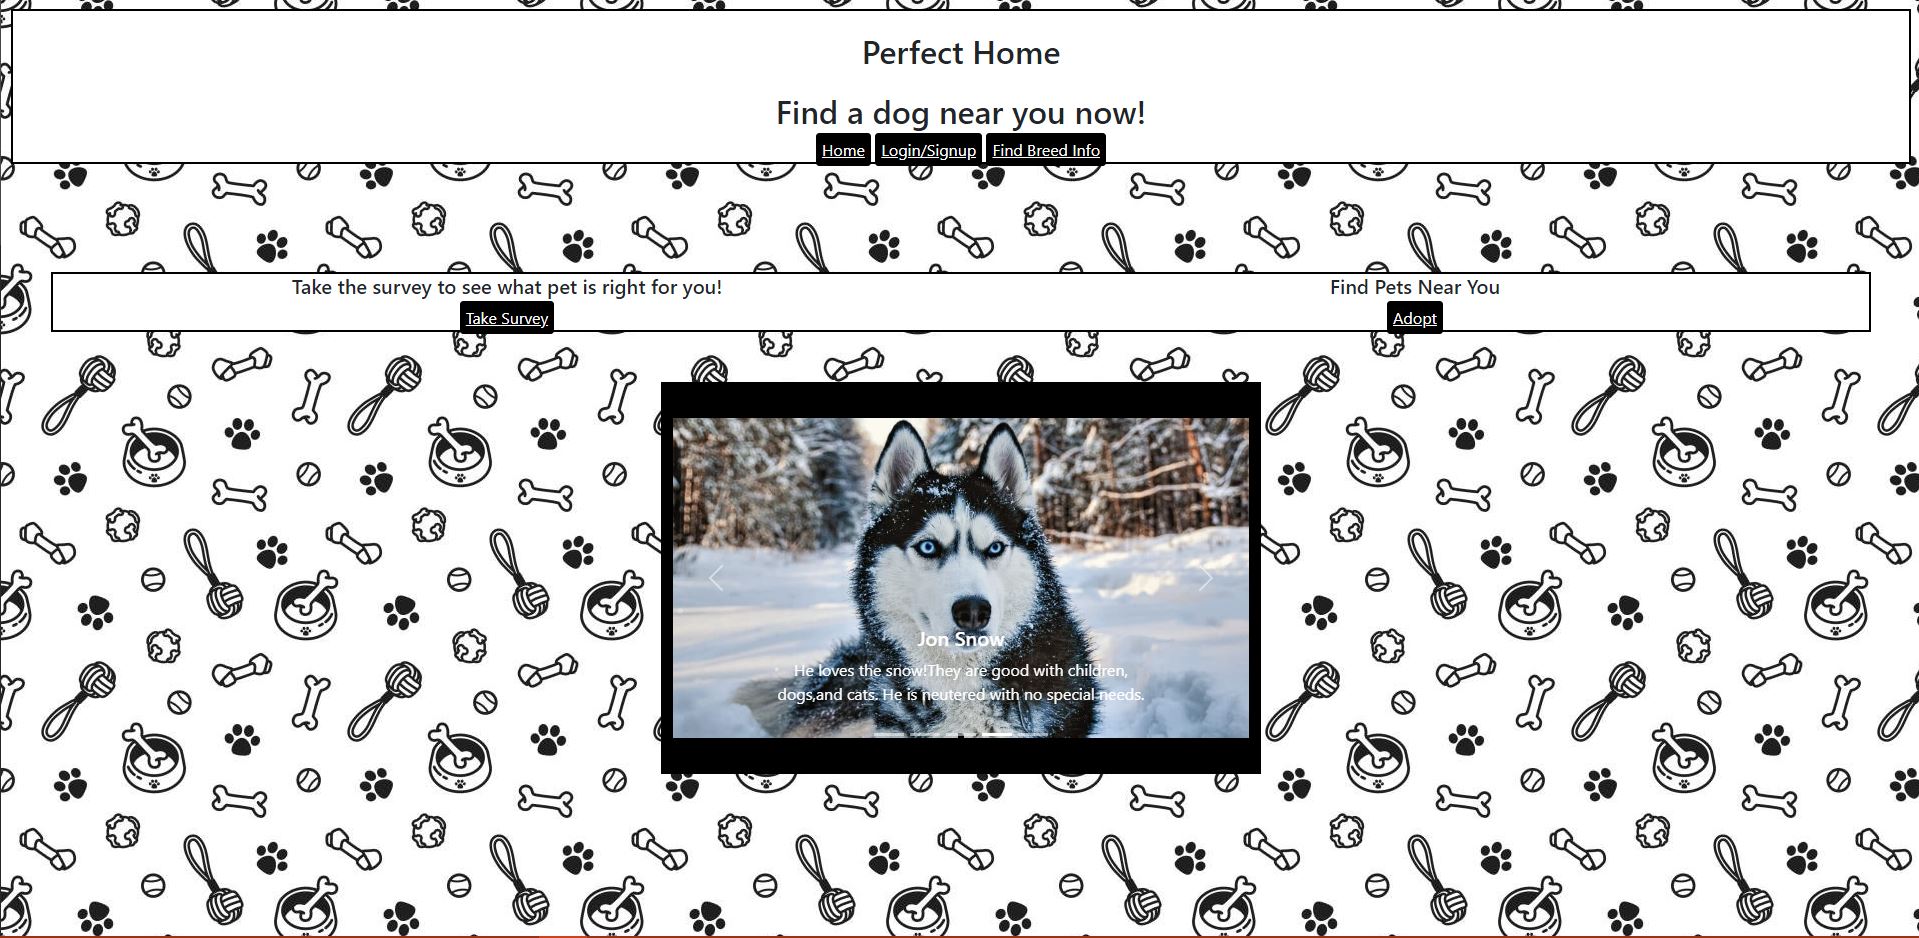 Perfect Home
Find a dog near you now!
Home Login/Signup Find Breed Info
Take the survey to see what pet is right for you!
Take Survey
Find Pets Near You
Adopt
Jon Snow
He loves the snow!They are good with children,
dogs,and cats. He is neutered with no special needs.